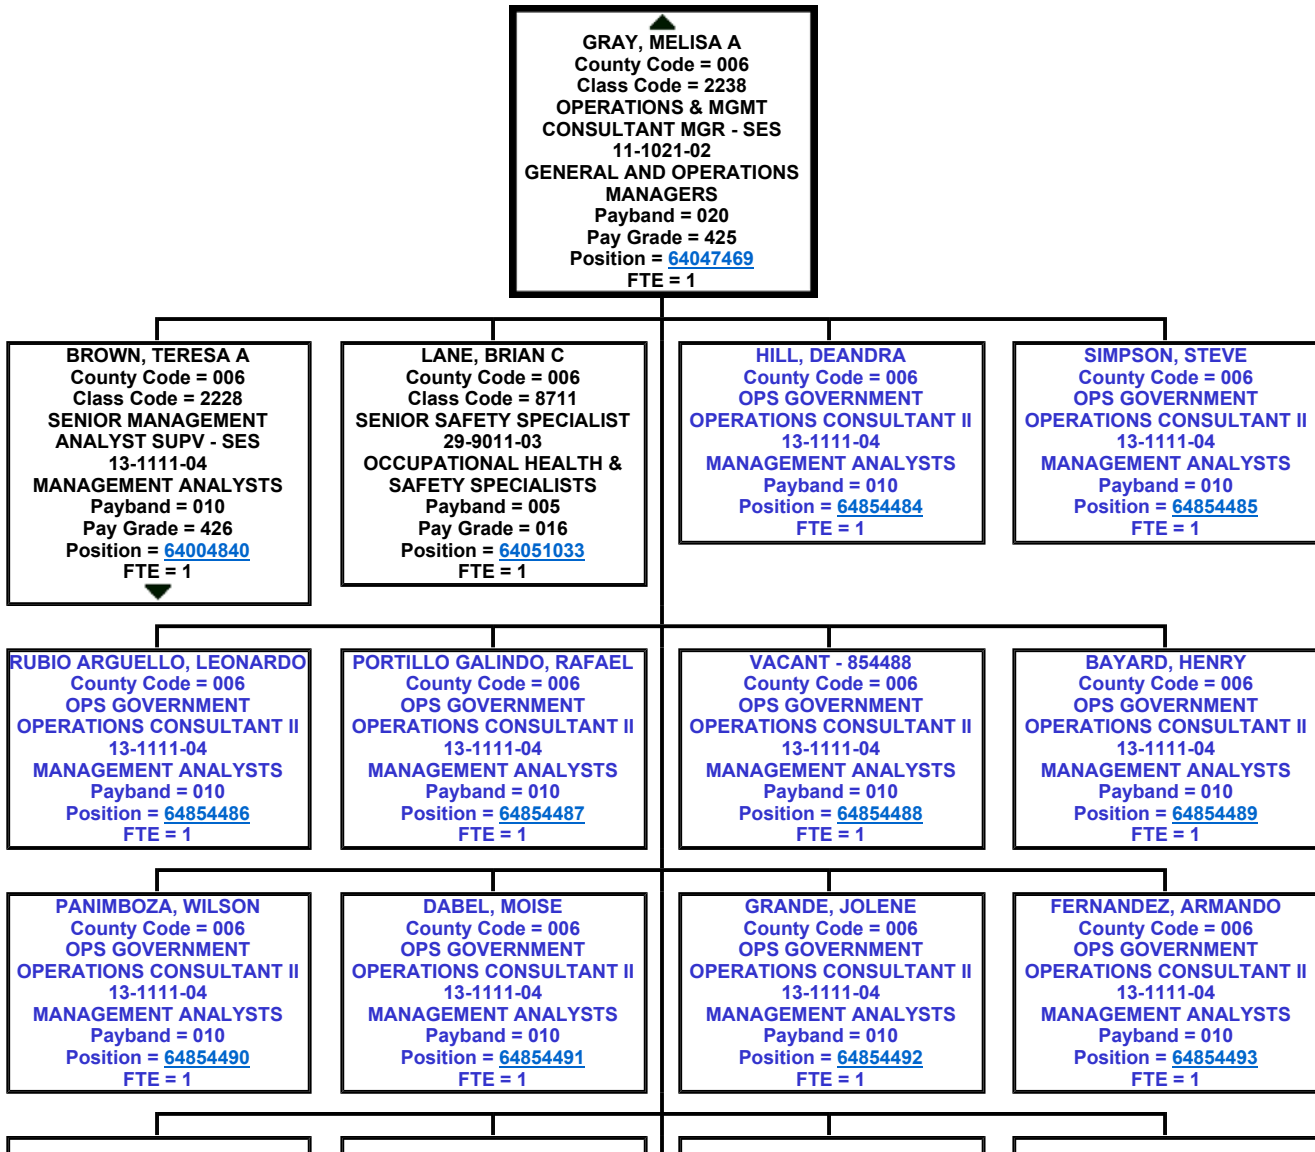 GRAY, MELISA A
County Code = 006
Class Code = 2238
OPERATIONS & MGMT
CONSULTANT MGR - SES
11-1021-02
GENERAL AND OPERATIONS
MANAGERS
Payband = 020
Pay Grade = 425
Position = 64047469
FTE = 1
BROWN, TERESA A
County Code = 006
Class Code = 2228
SENIOR MANAGEMENT
ANALYST SUPV - SES
13-1111-04
MANAGEMENT ANALYSTS
Payband = 010
Pay Grade = 426
Position = 64004840
FTE = 1
LANE, BRIAN C
County Code = 006
Class Code = 8711
SENIOR SAFETY SPECIALIST
29-9011-03
OCCUPATIONAL HEALTH &
SAFETY SPECIALISTS
Payband = 005
Pay Grade = 016
Position = 64051033
FTE = 1
HILL, DEANDRA
County Code = 006
OPS GOVERNMENT
OPERATIONS CONSULTANT II
13-1111-04
MANAGEMENT ANALYSTS
Payband = 010
Position = 64854484
FTE = 1
SIMPSON, STEVE
County Code = 006
OPS GOVERNMENT
OPERATIONS CONSULTANT II
13-1111-04
MANAGEMENT ANALYSTS
Payband = 010
Position = 64854485
FTE = 1
RUBIO ARGUELLO, LEONARDO
County Code = 006
OPS GOVERNMENT
OPERATIONS CONSULTANT II
13-1111-04
MANAGEMENT ANALYSTS
Payband = 010
Position = 64854486
FTE = 1
PORTILLO GALINDO, RAFAEL
County Code = 006
OPS GOVERNMENT
OPERATIONS CONSULTANT II
13-1111-04
MANAGEMENT ANALYSTS
Payband = 010
Position = 64854487
FTE = 1
VACANT - 854488
County Code = 006
OPS GOVERNMENT
OPERATIONS CONSULTANT II
13-1111-04
MANAGEMENT ANALYSTS
Payband = 010
Position = 64854488
FTE = 1
BAYARD, HENRY
County Code = 006
OPS GOVERNMENT
OPERATIONS CONSULTANT II
13-1111-04
MANAGEMENT ANALYSTS
Payband = 010
Position = 64854489
FTE = 1
PANIMBOZA, WILSON
County Code = 006
OPS GOVERNMENT
OPERATIONS CONSULTANT II
13-1111-04
MANAGEMENT ANALYSTS
Payband = 010
Position = 64854490
FTE = 1
DABEL, MOISE
County Code = 006
OPS GOVERNMENT
OPERATIONS CONSULTANT II
13-1111-04
MANAGEMENT ANALYSTS
Payband = 010
Position = 64854491
FTE = 1
GRANDE, JOLENE
County Code = 006
OPS GOVERNMENT
OPERATIONS CONSULTANT II
13-1111-04
MANAGEMENT ANALYSTS
Payband = 010
Position = 64854492
FTE = 1
FERNANDEZ, ARMANDO
County Code = 006
OPS GOVERNMENT
OPERATIONS CONSULTANT II
13-1111-04
MANAGEMENT ANALYSTS
Payband = 010
Position = 64854493
FTE = 1